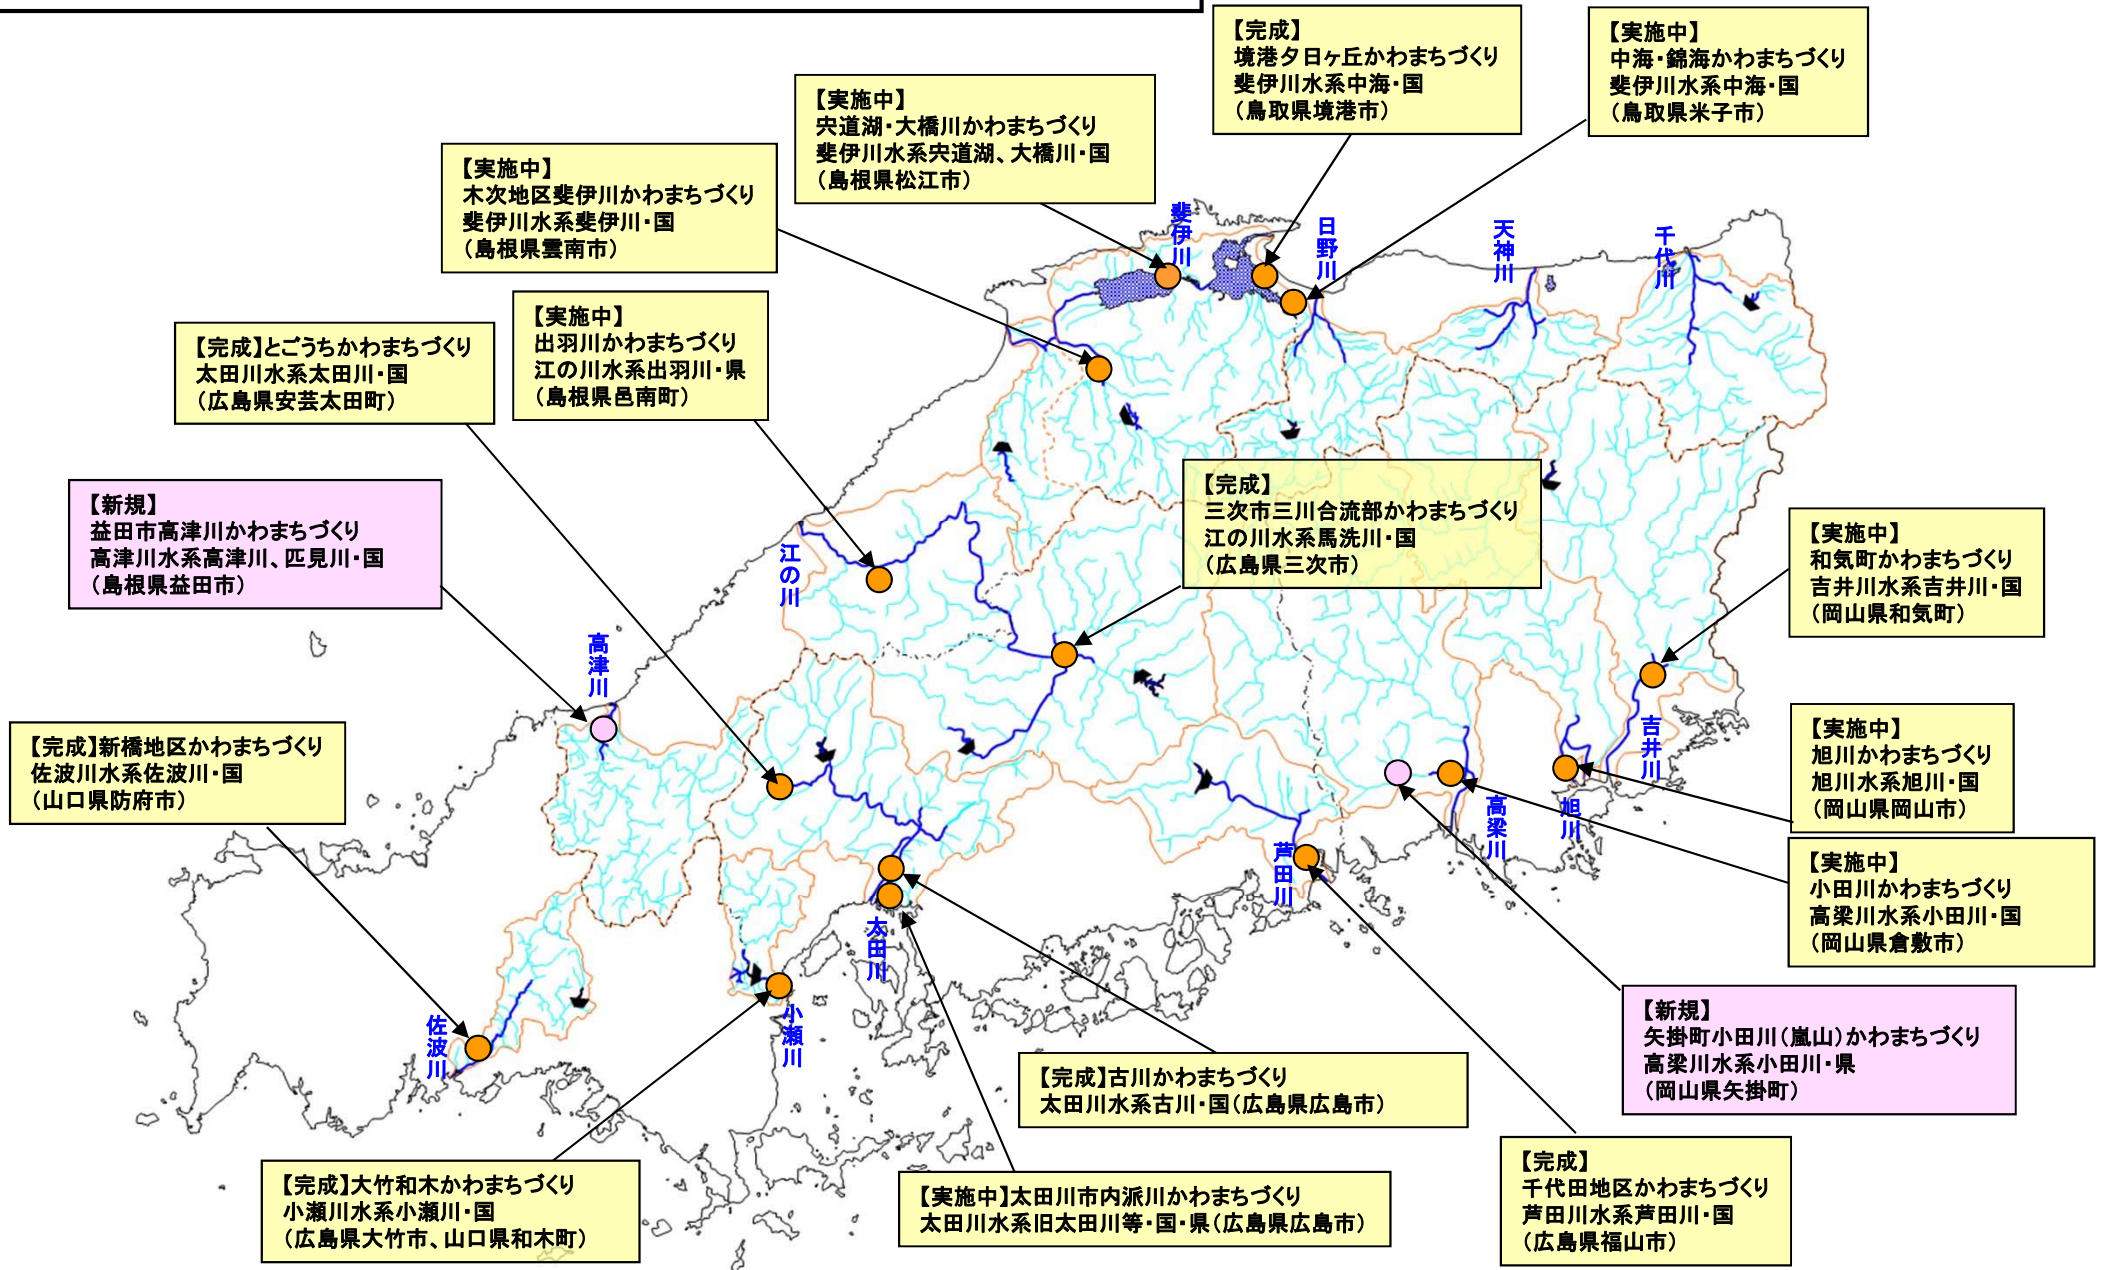 【完成】
境港夕日ヶ丘かわまちづくり
斐伊川水系中海・国
（鳥取県境港市）
【実施中】
中海・錦海かわまちづくり
斐伊川水系中海・国
（鳥取県米子市）
【実施中】
宍道湖・大橋川かわまちづくり
斐伊川水系宍道湖、大橋川・国
（島根県松江市）
【実施中】
木次地区斐伊川かわまちづくり
斐伊川水系斐伊川・国
（島根県雲南市）
【実施中】
出羽川かわまちづくり
江の川水系出羽川・県
（島根県邑南町）
【完成】とごうちかわまちづくり
太田川水系太田川・国
（広島県安芸太田町）
【新規】
益田市高津川かわまちづくり
高津川水系高津川、匹見川・国
（島根県益田市）
【完成】
三次市三川合流部かわまちづくり
江の川水系馬洗川・国
（広島県三次市）
【実施中】
和気町かわまちづくり
吉井川水系吉井川・国
（岡山県和気町）
【完成】新橋地区かわまちづくり
佐波川水系佐波川・国
（山口県防府市）
【実施中】
旭川かわまちづくり
旭川水系旭川・国
（岡山県岡山市）
【実施中】
小田川かわまちづくり
高梁川水系小田川・国
（岡山県倉敷市）
【新規】
矢掛町小田川（嵐山）かわまちづくり
高梁川水系小田川・県
（岡山県矢掛町）
【完成】古川かわまちづくり
太田川水系古川・国（広島県広島市）
【完成】
千代田地区かわまちづくり
芦田川水系芦田川・国
（広島県福山市）
【完成】大竹和木かわまちづくり
小瀬川水系小瀬川・国
（広島県大竹市、山口県和木町）
【実施中】太田川市内派川かわまちづくり
太田川水系旧太田川等・国・県（広島県広島市）
斐伊川
日野川
天神川
千代川
江の川
高津川
吉井川
旭川
高梁川
芦田川
太田川
小瀬川
佐波川